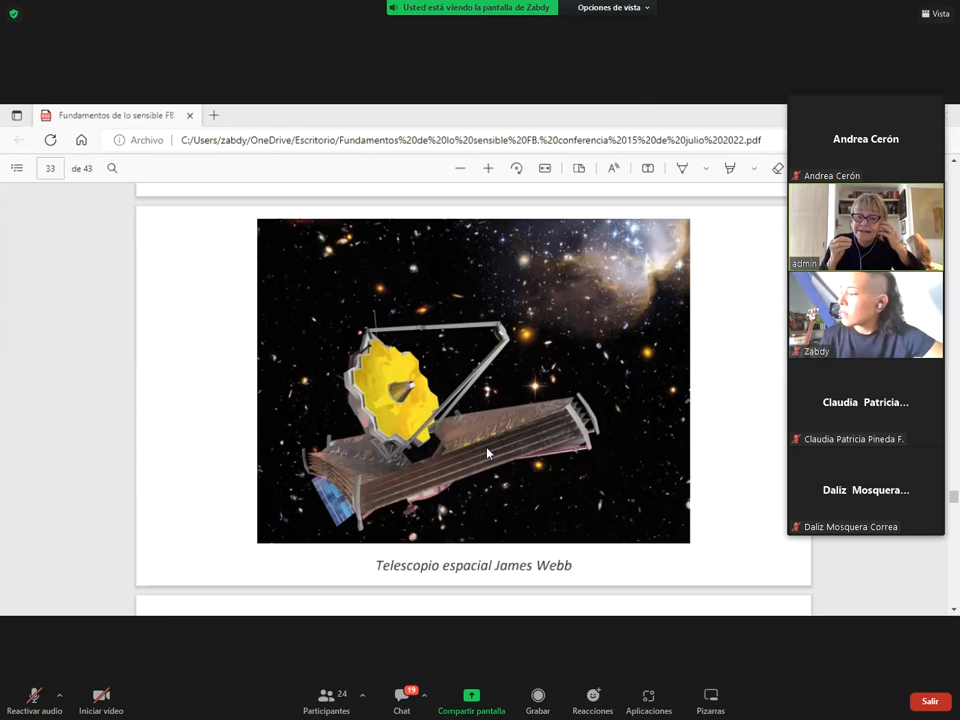 Usted está viendo la pantalla de Zabdy
Opciones de vista
Vista
Fundamentos de lo sensible FB.
Archivo
C:/Users/zabdy/OneDrive/Escritorio/Fundamentos%20de%20lo%20sensible%20FB.%20conferencia%2015%20de%20julio%202022.pdf
33
de 43
Andrea Cerón
Andrea Cerón
admin
Zabdy
Claudia Patricia...
Claudia Patricia Pineda F.
Daliz Mosquera...
Daliz Mosquera Correa
Telescopio espacial James Webb
Reactivar audio
Iniciar video
24
Participantes
19
Chat
Compartir pantalla
Grabar
Reacciones
Aplicaciones
Pizarras
Salir